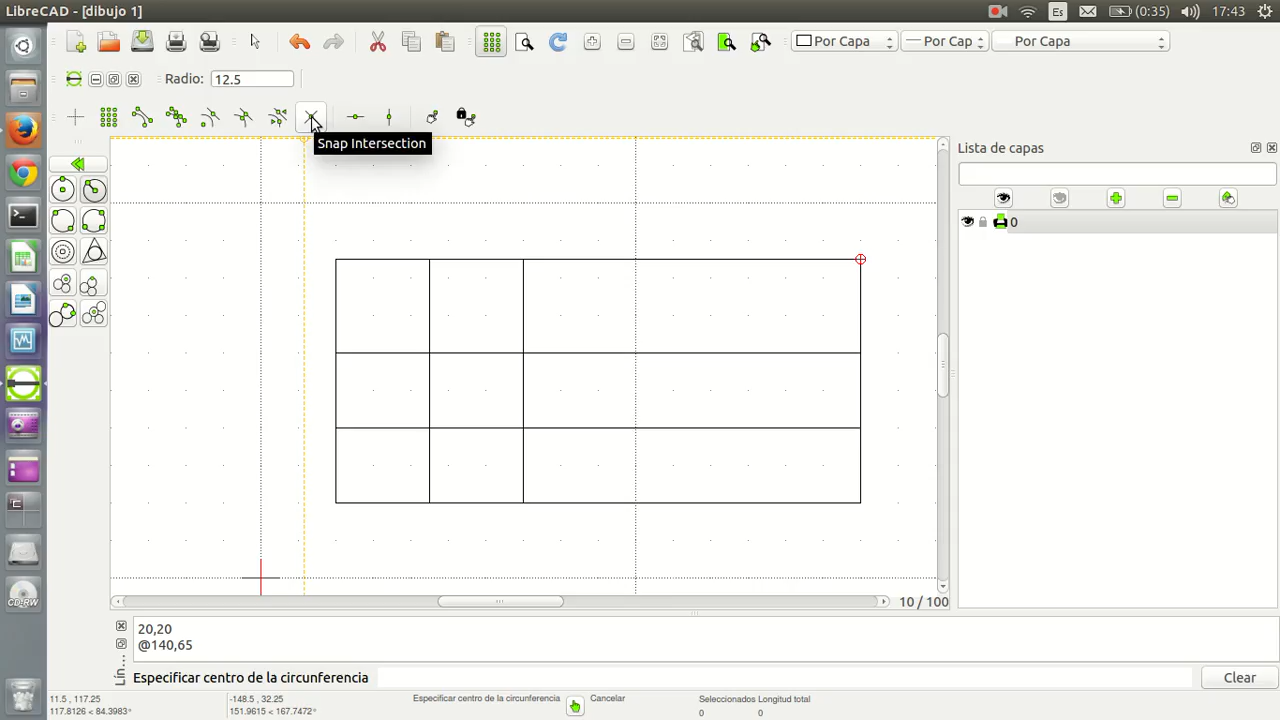 LibreCAD - [dibujo 1]
Es
(0:35)
17:43
Por Capa
Por Cap
Por Capa
Radio:
12.5
Snap Intersection
Lista de capas
0
10 / 100
20,20
@140,65
Lín...
Especificar centro de la circunferencia
Clear
11.5 , 117.25
117.8126 < 84.3983°
-148.5 , 32.25
151.9615 < 167.7472°
Especificar centro de la circunferencia
Cancelar
Seleccionados Longitud total
0
0
CD-RW